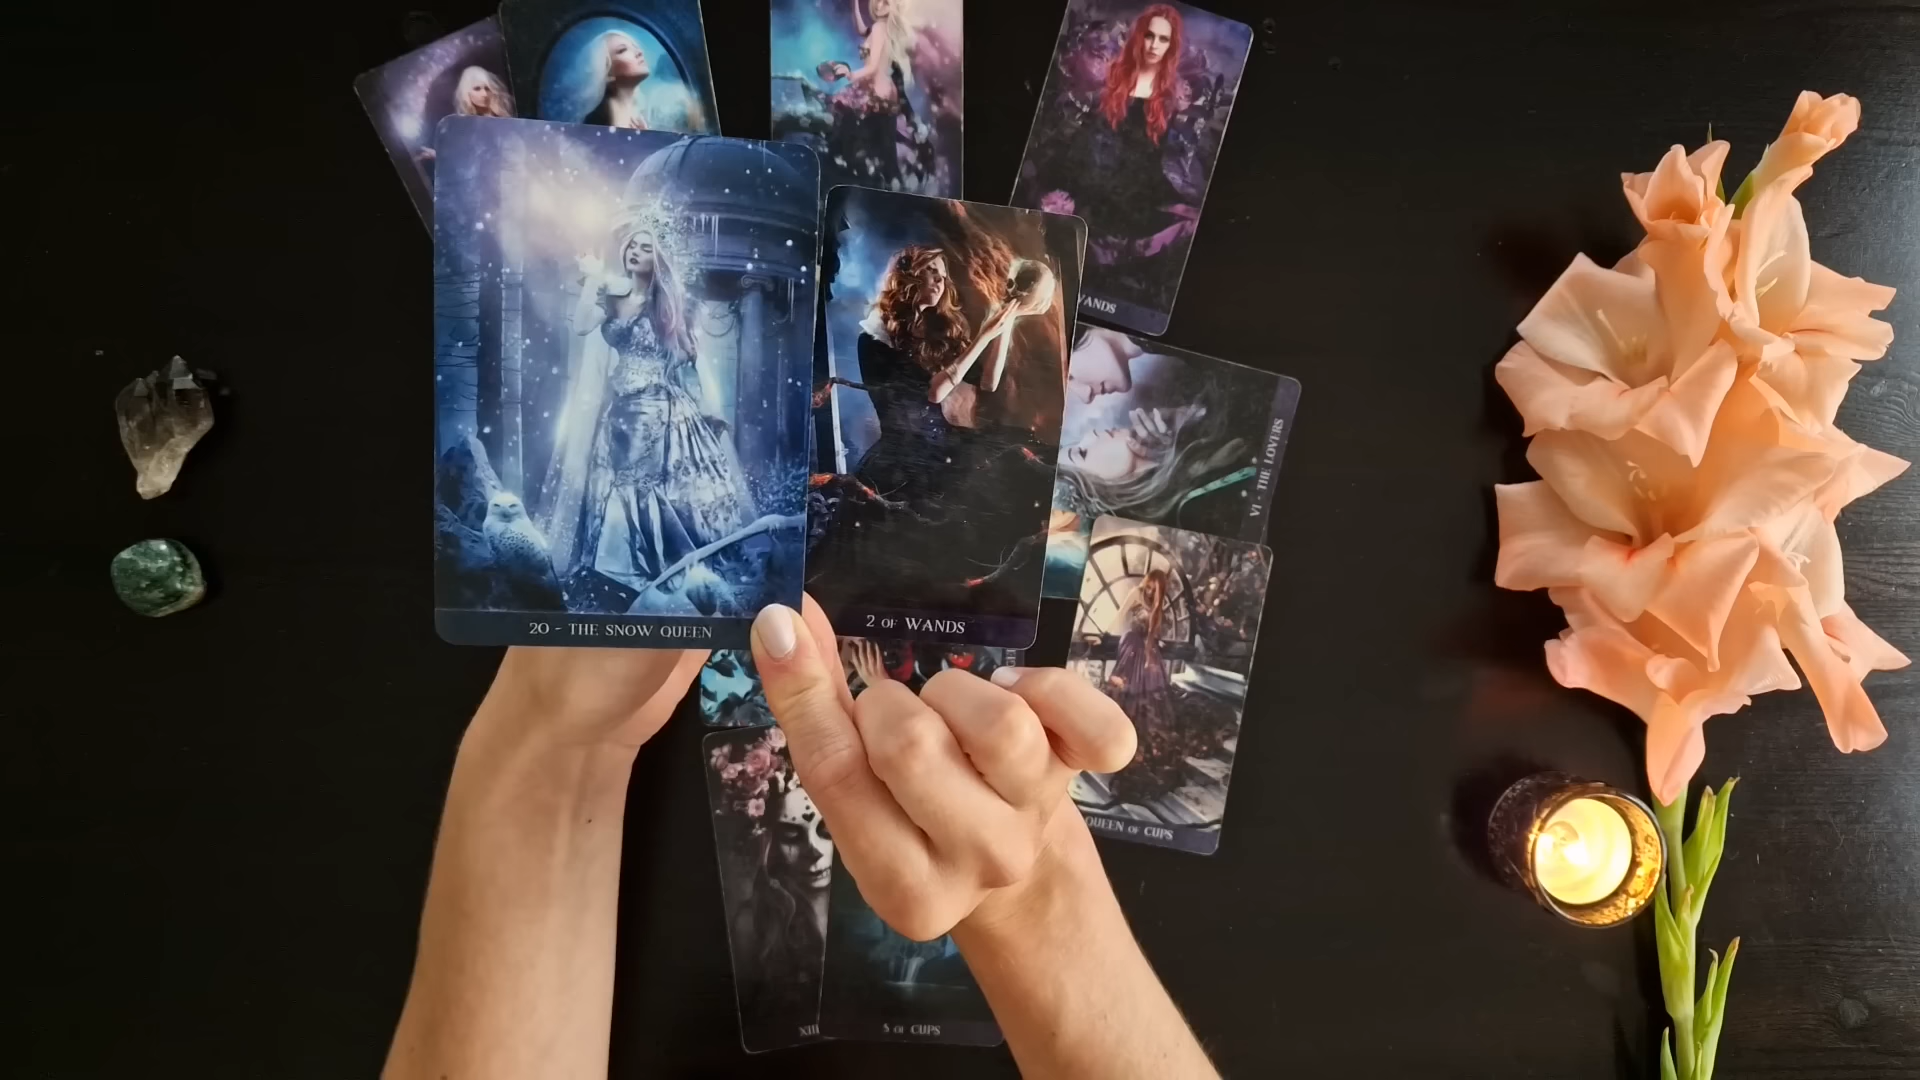 WANDS
VI - THE LOVERS
20 - THE SNOW QUEEN
2 OF WANDS
QUEEN OF CUPS
XIII
5 OF CUPS